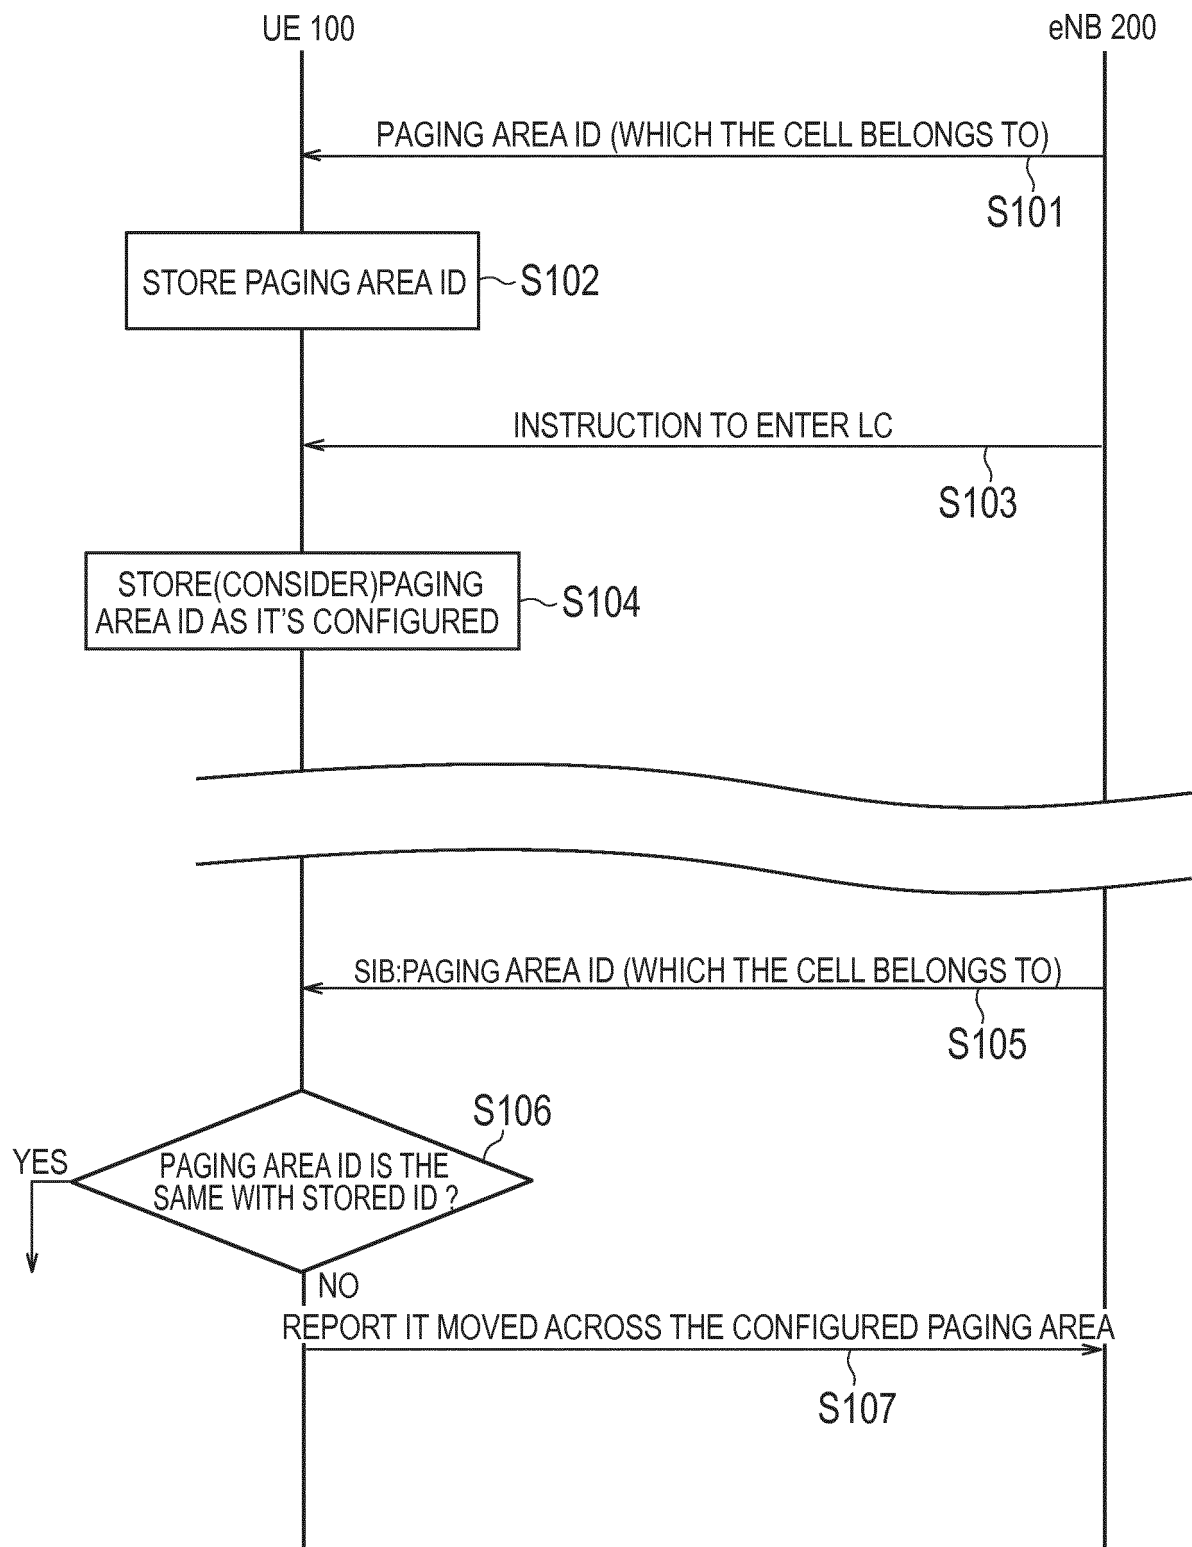 UE 100
eNB 200
PAGING AREA ID (WHICH THE CELL BELONGS TO)
S101
STORE PAGING AREA ID
S102
INSTRUCTION TO ENTER LC
S103
STORE(CONSIDER)PAGING
AREA ID AS IT'S CONFIGURED
S104
SIB:PAGING AREA ID (WHICH THE CELL BELONGS TO)
S105
S106
YES
PAGING AREA ID IS THE
SAME WITH STORED ID ?
NO
REPORT IT MOVED ACROSS THE CONFIGURED PAGING AREA
S107